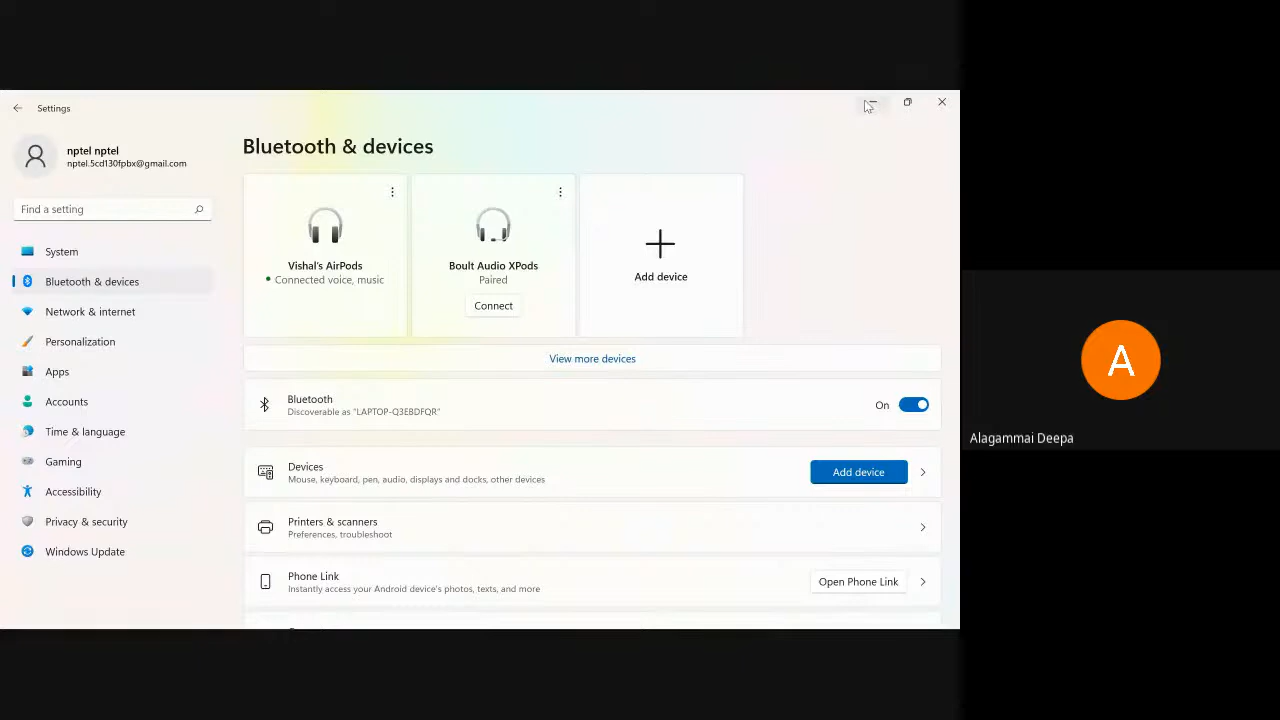 Settings
nptel nptel
nptel.5cd130fpbx@gmail.com
Find a setting
System
Bluetooth & devices
Network & internet
Personalization
Apps
Accounts
Time & language
Gaming
Accessibility
Privacy & security
Windows Update
Bluetooth & devices
Vishal's AirPods
Connected voice, music
Boult Audio XPods
Paired
Connect
Add device
View more devices
Bluetooth
Discoverable as "LAPTOP-Q3EBDFQR"
On
Devices
Mouse, keyboard, pen, audio, displays and docks, other devices
Add device
Printers & scanners
Preferences, troubleshoot
Phone Link
Instantly access your Android device's photos, texts, and more
Open Phone Link
A
Alagammai Deepa